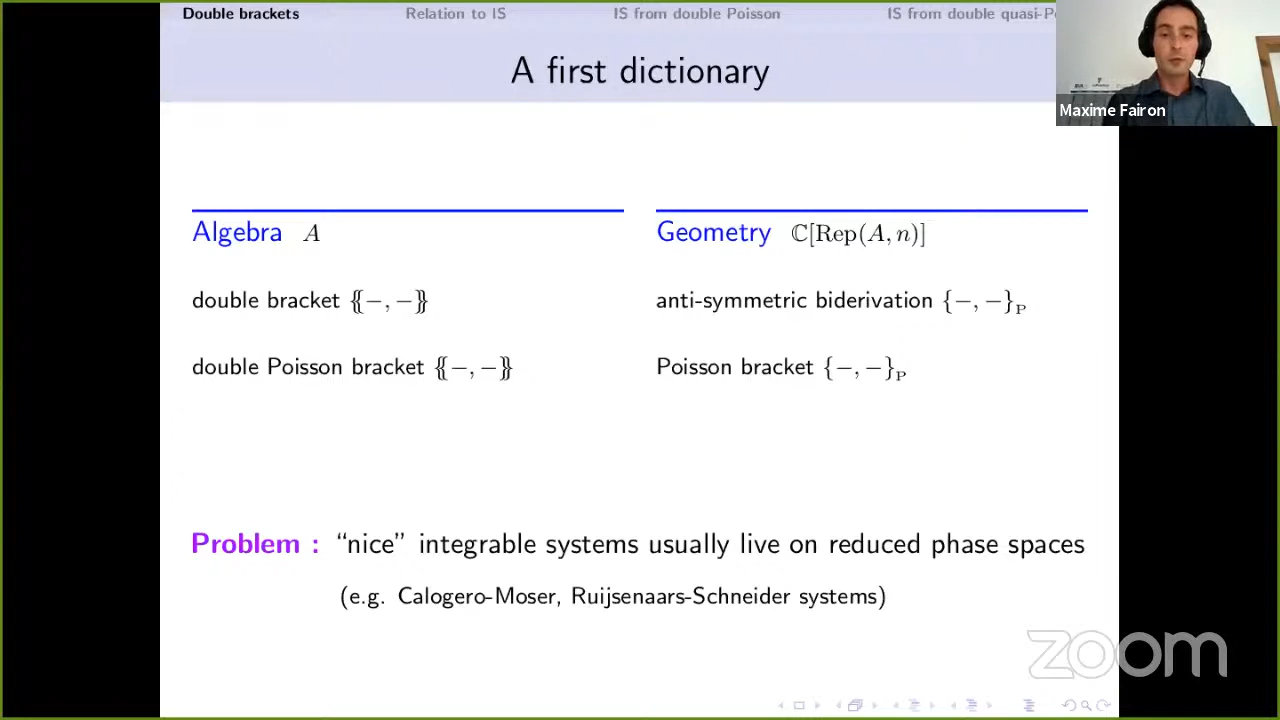 Double brackets Relation to IS IS from double Poisson IS from double quasi-P
A first dictionary
Maxime Fairon
Algebra A Geometry ℂ[Rep(A, n)]
double bracket {{−, −}} anti-symmetric biderivation {−, −}_P
double Poisson bracket {{−, −}} Poisson bracket {−, −}_P
Problem : “nice” integrable systems usually live on reduced phase spaces
(e.g. Calogero-Moser, Ruijsenaars-Schneider systems)
zoom